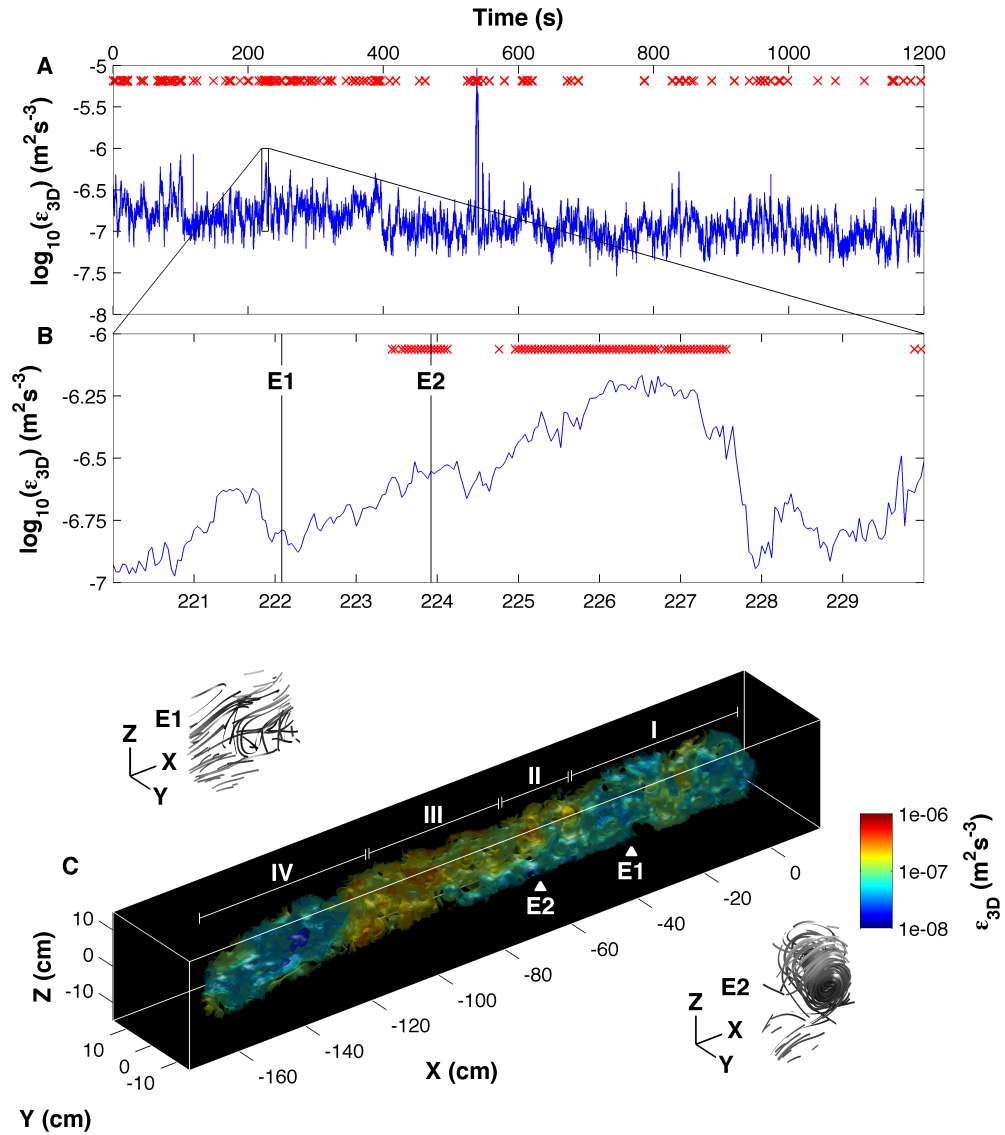 Time (s)
0 200 400 600 800 1000 1200
A
-5
-5.5
-6
-6.5
-7
-7.5
-8
log10(ε3D) (m2s-3)
B
-6
-6.25
-6.5
-6.75
-7
log10(ε3D) (m2s-3)
E1 E2
221 222 223 224 225 226 227 228 229
E1
Z
X
Y
C
I
II
III
IV
E1
E2
10
0
-10
Z (cm)
10
0
-10
Y (cm)
0
-20
-40
-60
-80
-100
-120
-140
-160
X (cm)
1e-06
1e-07
1e-08
ε3D (m2s-3)
E2
Z
X
Y